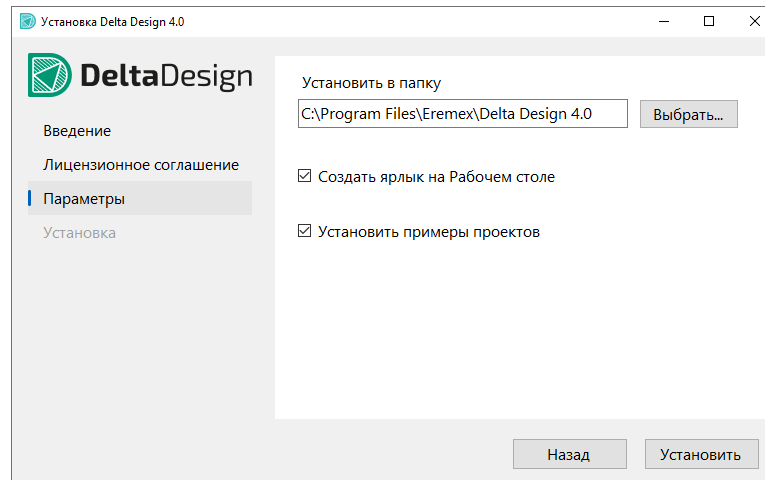 Установка Delta Design 4.0
DeltaDesign
Введение
Лицензионное соглашение
Параметры
Установка
Установить в папку
C:\Program Files\Eremex\Delta Design 4.0
Выбрать...
Создать ярлык на Рабочем столе
Установить примеры проектов
Назад
Установить